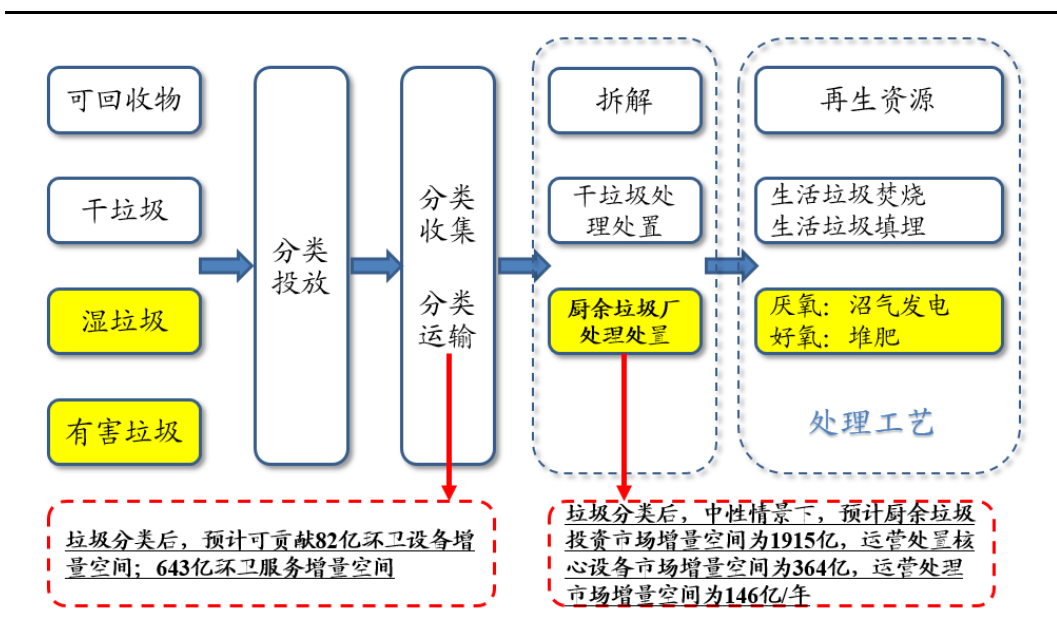 可回收物
干垃圾
湿垃圾
有害垃圾
分类
投放
分类
收集
分类
运输
拆解
干垃圾处
理处置
厨余垃圾厂
处理处置
再生资源
生活垃圾焚烧
生活垃圾填埋
厌氧：沼气发电
好氧：堆肥
处理工艺
垃圾分类后，预计可贡献82亿环卫设备增
量空间；643亿环卫服务增量空间
垃圾分类后，中性情景下，预计厨余垃圾
投资市场增量空间为1915亿，运营处置核
心设备市场增量空间为364亿，运营处理
市场增量空间为146亿/年